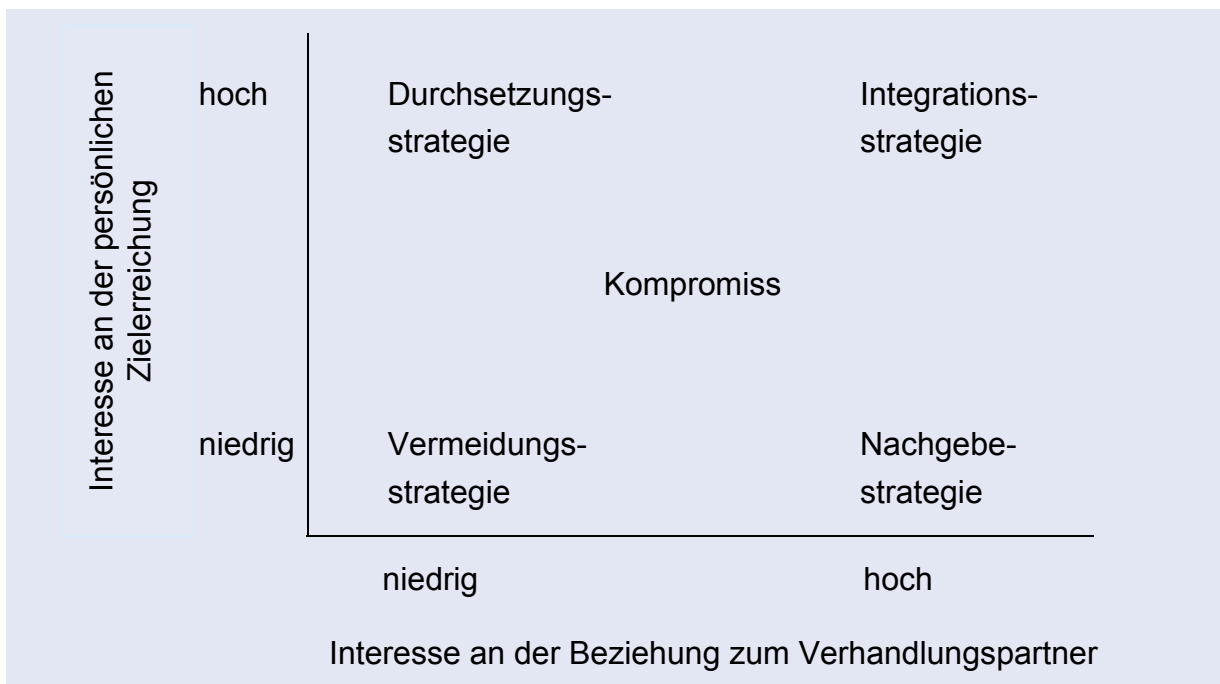 Interesse an der persönlichen
Zielerreichung
hoch
Durchsetzungs-
strategie
Integrations-
strategie
Kompromiss
niedrig
Vermeidungs-
strategie
Nachgebe-
strategie
niedrig
hoch
Interesse an der Beziehung zum Verhandlungspartner